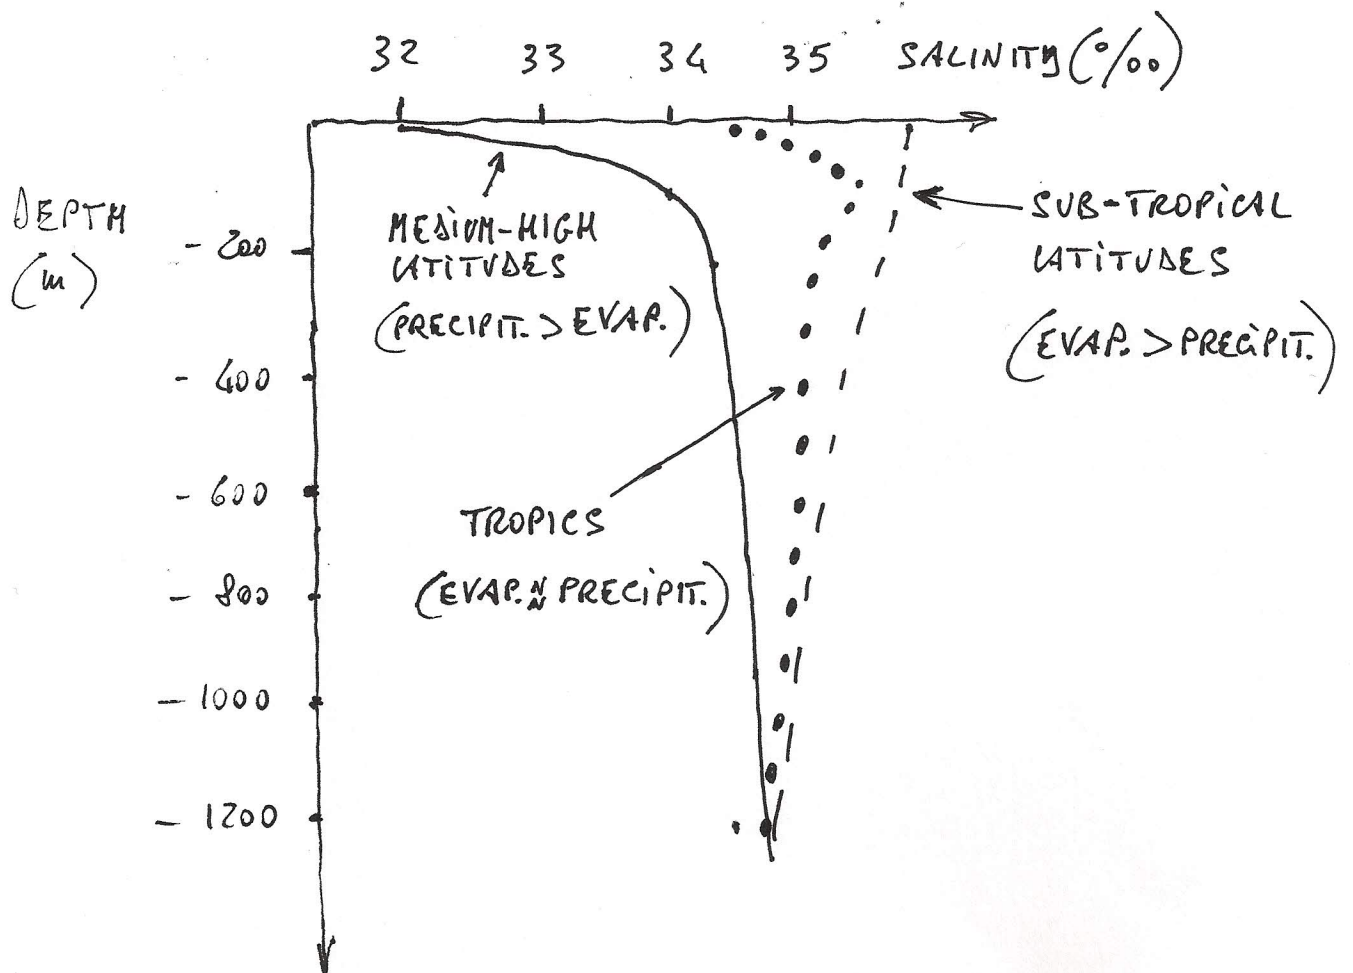 32 33 34 35 SALINITY (‰)
DEPTH
(m)
- 200
- 400
- 600
- 800
- 1000
- 1200
MEDIUM-HIGH
LATITUDES
(PRECIPIT. > EVAP.)
SUB-TROPICAL
LATITUDES
(EVAP. > PRECIPIT.)
TROPICS
(EVAP. ≈ PRECIPIT.)